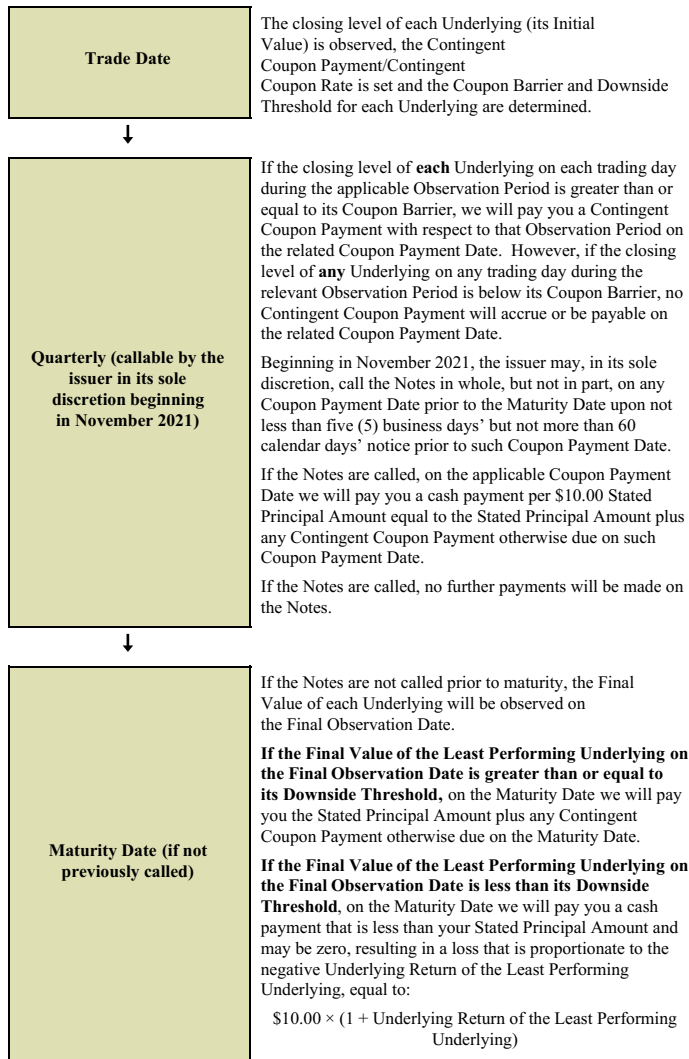 Trade Date
The closing level of each Underlying (its Initial
Value) is observed, the Contingent
Coupon Payment/Contingent
Coupon Rate is set and the Coupon Barrier and Downside
Threshold for each Underlying are determined.
↓
Quarterly (callable by the
issuer in its sole
discretion beginning
in November 2021)
If the closing level of each Underlying on each trading day
during the applicable Observation Period is greater than or
equal to its Coupon Barrier, we will pay you a Contingent
Coupon Payment with respect to that Observation Period on
the related Coupon Payment Date. However, if the closing
level of any Underlying on any trading day during the
relevant Observation Period is below its Coupon Barrier, no
Contingent Coupon Payment will accrue or be payable on
the related Coupon Payment Date.
Beginning in November 2021, the issuer may, in its sole
discretion, call the Notes in whole, but not in part, on any
Coupon Payment Date prior to the Maturity Date upon not
less than five (5) business days’ but not more than 60
calendar days’ notice prior to such Coupon Payment Date.
If the Notes are called, on the applicable Coupon Payment
Date we will pay you a cash payment per $10.00 Stated
Principal Amount equal to the Stated Principal Amount plus
any Contingent Coupon Payment otherwise due on such
Coupon Payment Date.
If the Notes are called, no further payments will be made on
the Notes.
↓
Maturity Date (if not
previously called)
If the Notes are not called prior to maturity, the Final
Value of each Underlying will be observed on
the Final Observation Date.
If the Final Value of the Least Performing Underlying on
the Final Observation Date is greater than or equal to
its Downside Threshold, on the Maturity Date we will pay
you the Stated Principal Amount plus any Contingent
Coupon Payment otherwise due on the Maturity Date.
If the Final Value of the Least Performing Underlying on
the Final Observation Date is less than its Downside
Threshold, on the Maturity Date we will pay you a cash
payment that is less than your Stated Principal Amount and
may be zero, resulting in a loss that is proportionate to the
negative Underlying Return of the Least Performing
Underlying, equal to:
$10.00 × (1 + Underlying Return of the Least Performing
Underlying)